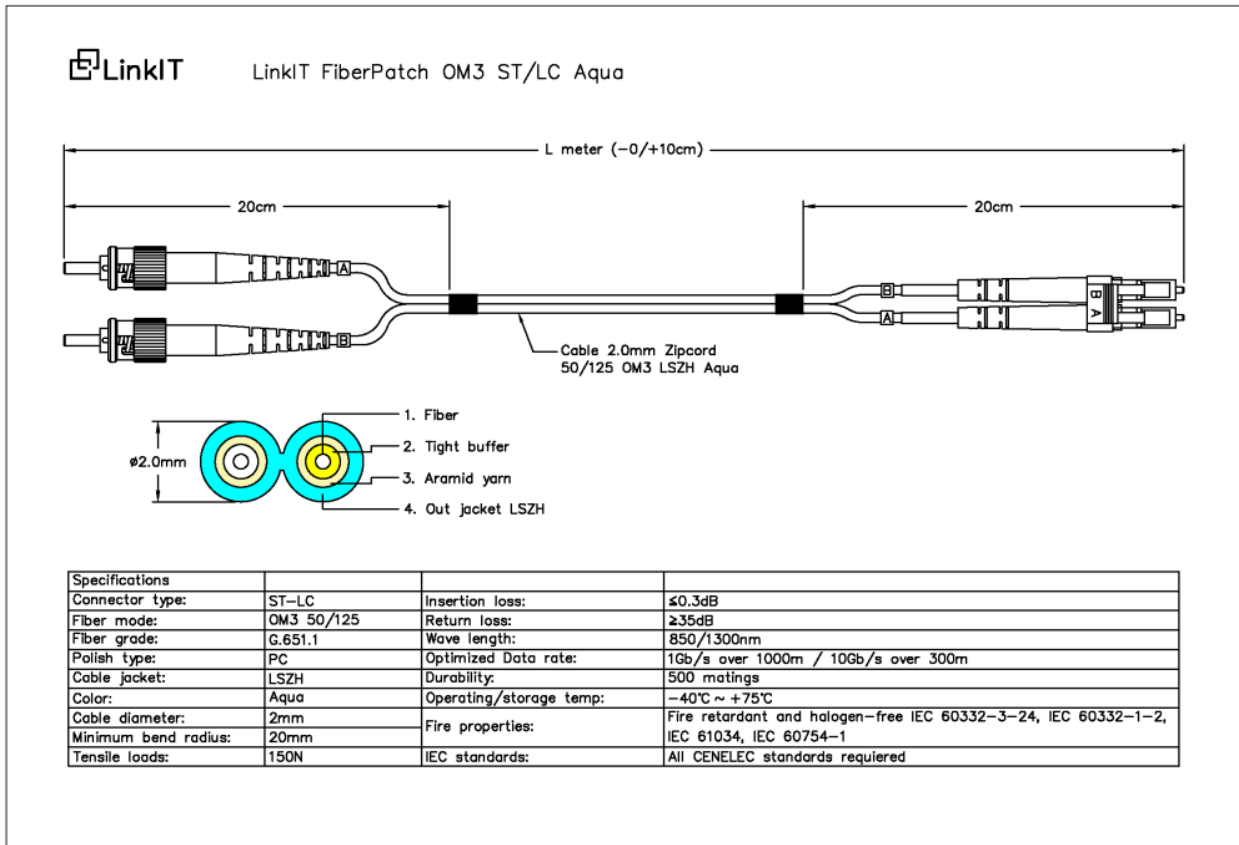 LinkIT
LinkIT FiberPatch OM3 ST/LC Aqua
L meter (-0/+10cm)
20cm
20cm
A
B
B
A
B
A
Cable 2.0mm Zipcord
50/125 OM3 LSZH Aqua
ø2.0mm
1. Fiber
2. Tight buffer
3. Aramid yarn
4. Out jacket LSZH
Specifications
Connector type: ST-LC Insertion loss: ≤0.3dB
Fiber mode: OM3 50/125 Return loss: ≥35dB
Fiber grade: G.651.1 Wave length: 850/1300nm
Polish type: PC Optimized Data rate: 1Gb/s over 1000m / 10Gb/s over 300m
Cable jacket: LSZH Durability: 500 matings
Color: Aqua Operating/storage temp: -40℃ ~ +75℃
Cable diameter: 2mm Fire properties: Fire retardant and halogen-free IEC 60332-3-24, IEC 60332-1-2,
Minimum bend radius: 20mm IEC 61034, IEC 60754-1
Tensile loads: 150N IEC standards: All CENELEC standards requiered